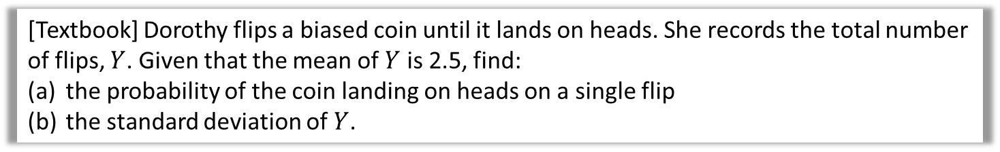 [Textbook] Dorothy flips a biased coin until it lands on heads. She records the total number
of flips, Y. Given that the mean of Y is 2.5, find:
(a) the probability of the coin landing on heads on a single flip
(b) the standard deviation of Y.